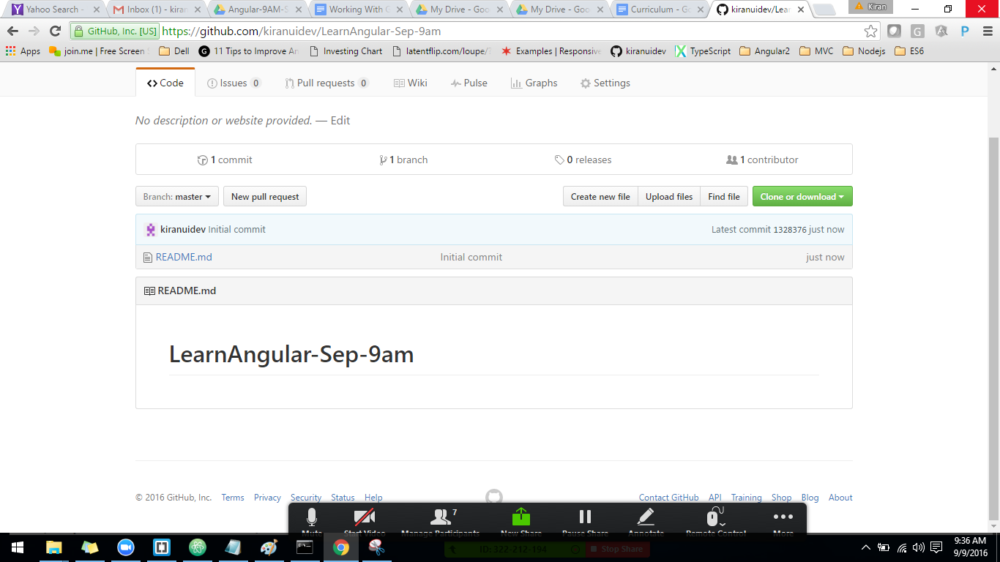 Yahoo Search - Inbox (1) - kiran Angular-9AM-S Working With G My Drive - Goo My Drive - Goo Curriculum - Go kiranuidev/Lear Kiran
GitHub, Inc. [US] https://github.com/kiranuidev/LearnAngular-Sep-9am
Apps join.me | Free Screen Dell 11 Tips to Improve An Investing Chart latentflip.com/loupe/? Examples | Responsive kiranuidev TypeScript Angular2 MVC Nodejs ES6
Code Issues 0 Pull requests 0 Wiki Pulse Graphs Settings
No description or website provided. — Edit
1 commit 1 branch 0 releases 1 contributor
Branch: master New pull request Create new file Upload files Find file Clone or download
kiranuidev Initial commit Latest commit 1328376 just now
README.md Initial commit just now
README.md
LearnAngular-Sep-9am
© 2016 GitHub, Inc. Terms Privacy Security Status Help Contact GitHub API Training Shop Blog About
7
Mute Start Video Manage Participants New Share Pause Share Annotate Remote Control More
ID: 322-212-194 Stop Share
9:36 AM
9/9/2016